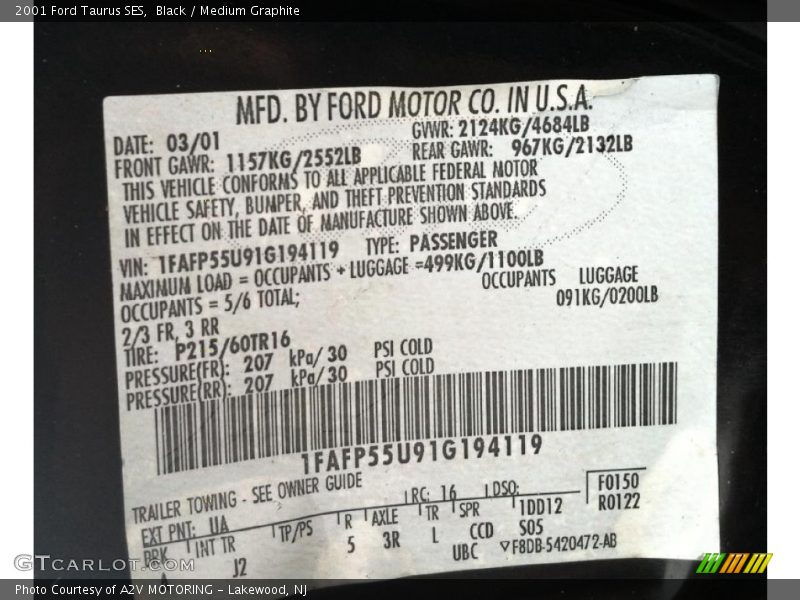 2001 Ford Taurus SES, Black / Medium Graphite
MFD. BY FORD MOTOR CO. IN U.S.A.
DATE: 03/01 GVWR: 2124KG/4684LB
FRONT GAWR: 1157KG/2552LB REAR GAWR: 967KG/2132LB
THIS VEHICLE CONFORMS TO ALL APPLICABLE FEDERAL MOTOR
VEHICLE SAFETY, BUMPER, AND THEFT PREVENTION STANDARDS
IN EFFECT ON THE DATE OF MANUFACTURE SHOWN ABOVE.
VIN: 1FAFP55U91G194119 TYPE: PASSENGER
MAXIMUM LOAD = OCCUPANTS + LUGGAGE =499KG/1100LB
OCCUPANTS = 5/6 TOTAL; OCCUPANTS LUGGAGE
2/3 FR, 3 RR 091KG/0200LB
TIRE: P215/60TR16
PRESSURE(FR): 207 kPa/ 30 PSI COLD
PRESSURE(RR): 207 kPa/ 30 PSI COLD
1FAFP55U91G194119
TRAILER TOWING - SEE OWNER GUIDE
EXT PNT: UA RC: 16 DSO: F0150
BRK INT TR TP/PS R AXLE TR SPR 1DD12 R0122
J2 5 3R L CCD S05
UBC ▽F8DB-5420472-AB
GTCarLot.com
Photo Courtesy of A2V MOTORING - Lakewood, NJ